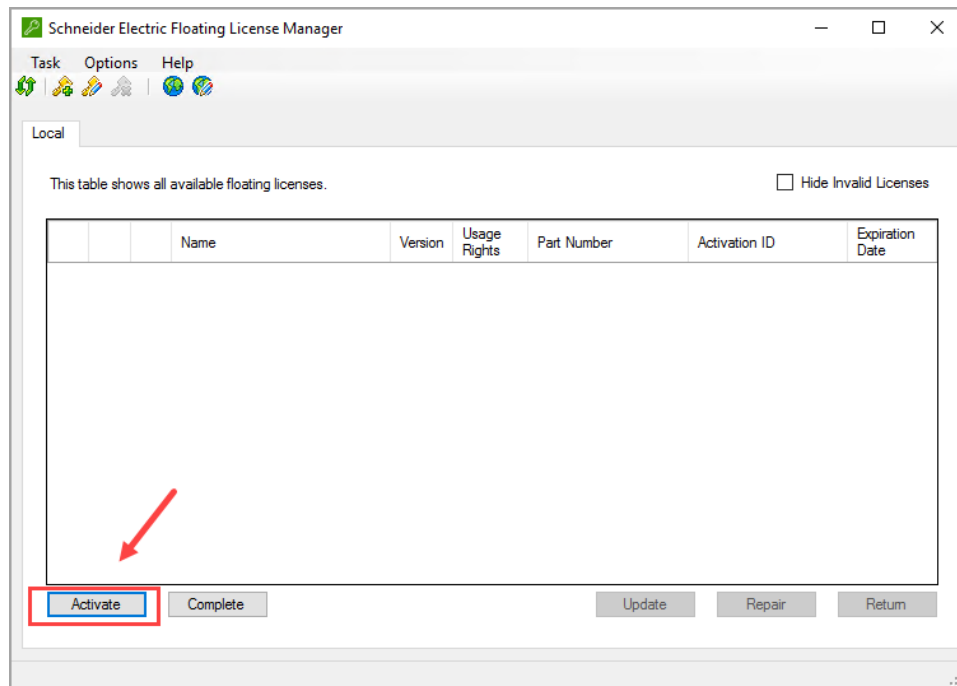 Schneider Electric Floating License Manager
Task Options Help
Local
This table shows all available floating licenses.
Hide Invalid Licenses
Name Version Usage Rights Part Number Activation ID Expiration Date
Activate Complete Update Repair Return